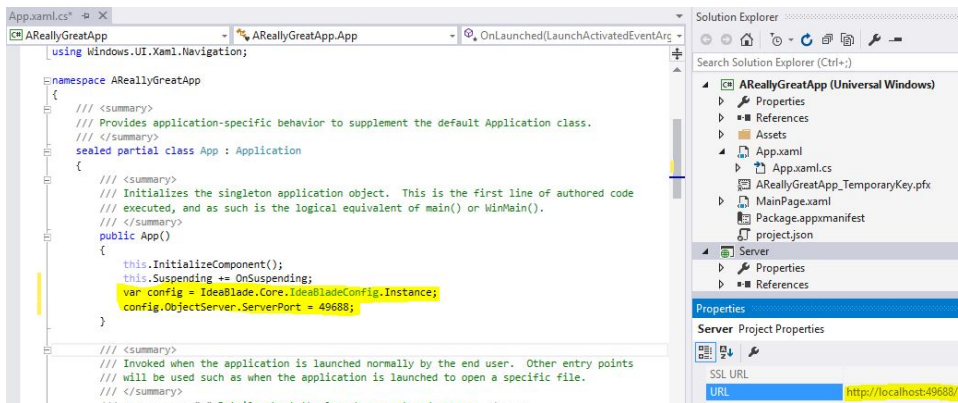 App.xaml.cs*
AReallyGreatApp
AReallyGreatApp.App
OnLaunched(LaunchActivatedEventArg
using Windows.UI.Xaml.Navigation;
namespace AReallyGreatApp
{
/// <summary>
/// Provides application-specific behavior to supplement the default Application class.
/// </summary>
sealed partial class App : Application
{
/// <summary>
/// Initializes the singleton application object.  This is the first line of authored code
/// executed, and as such is the logical equivalent of main() or WinMain().
/// </summary>
public App()
{
this.InitializeComponent();
this.Suspending += OnSuspending;
var config = IdeaBlade.Core.IdeaBladeConfig.Instance;
config.ObjectServer.ServerPort = 49688;
}
/// <summary>
/// Invoked when the application is launched normally by the end user.  Other entry points
/// will be used such as when the application is launched to open a specific file.
/// </summary>
Solution Explorer
Search Solution Explorer (Ctrl+;)
AReallyGreatApp (Universal Windows)
Properties
References
Assets
App.xaml
App.xaml.cs
AReallyGreatApp_TemporaryKey.pfx
MainPage.xaml
Package.appxmanifest
project.json
Server
Properties
References
Properties
Server Project Properties
SSL URL
URL http://localhost:49688/